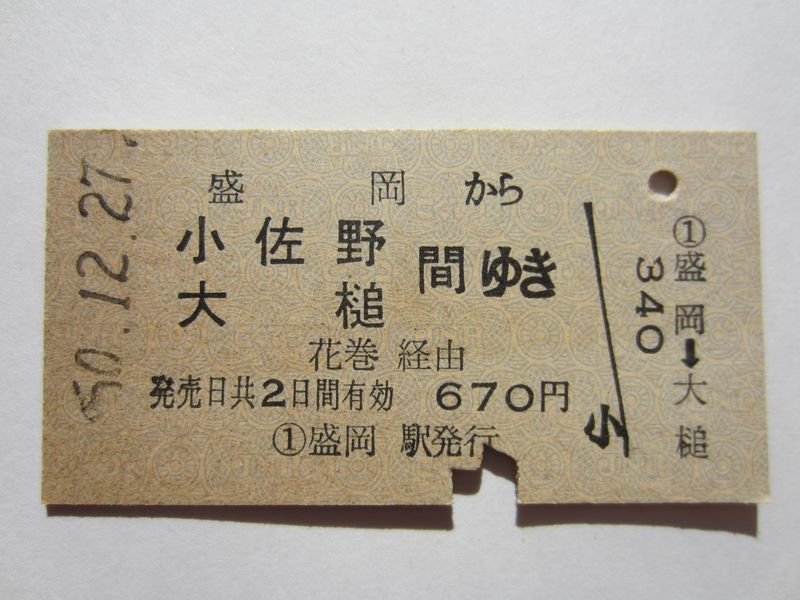 50.12.27.
盛岡から
小佐野
大槌
間ゆき
花巻経由
発売日共2日間有効 670円
①盛岡駅発行
①盛岡➡大槌
340
小